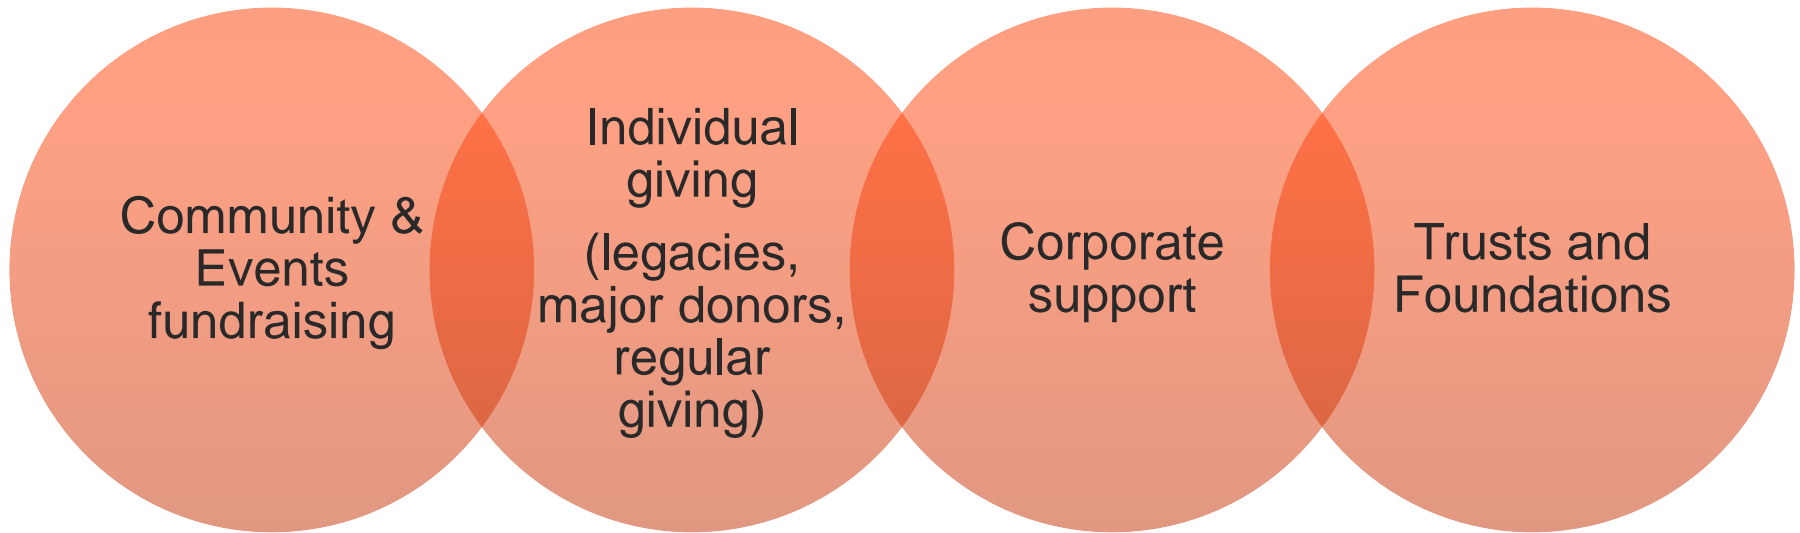 Community &
Events
fundraising
Individual
giving
(legacies,
major donors,
regular
giving)
Corporate
support
Trusts and
Foundations